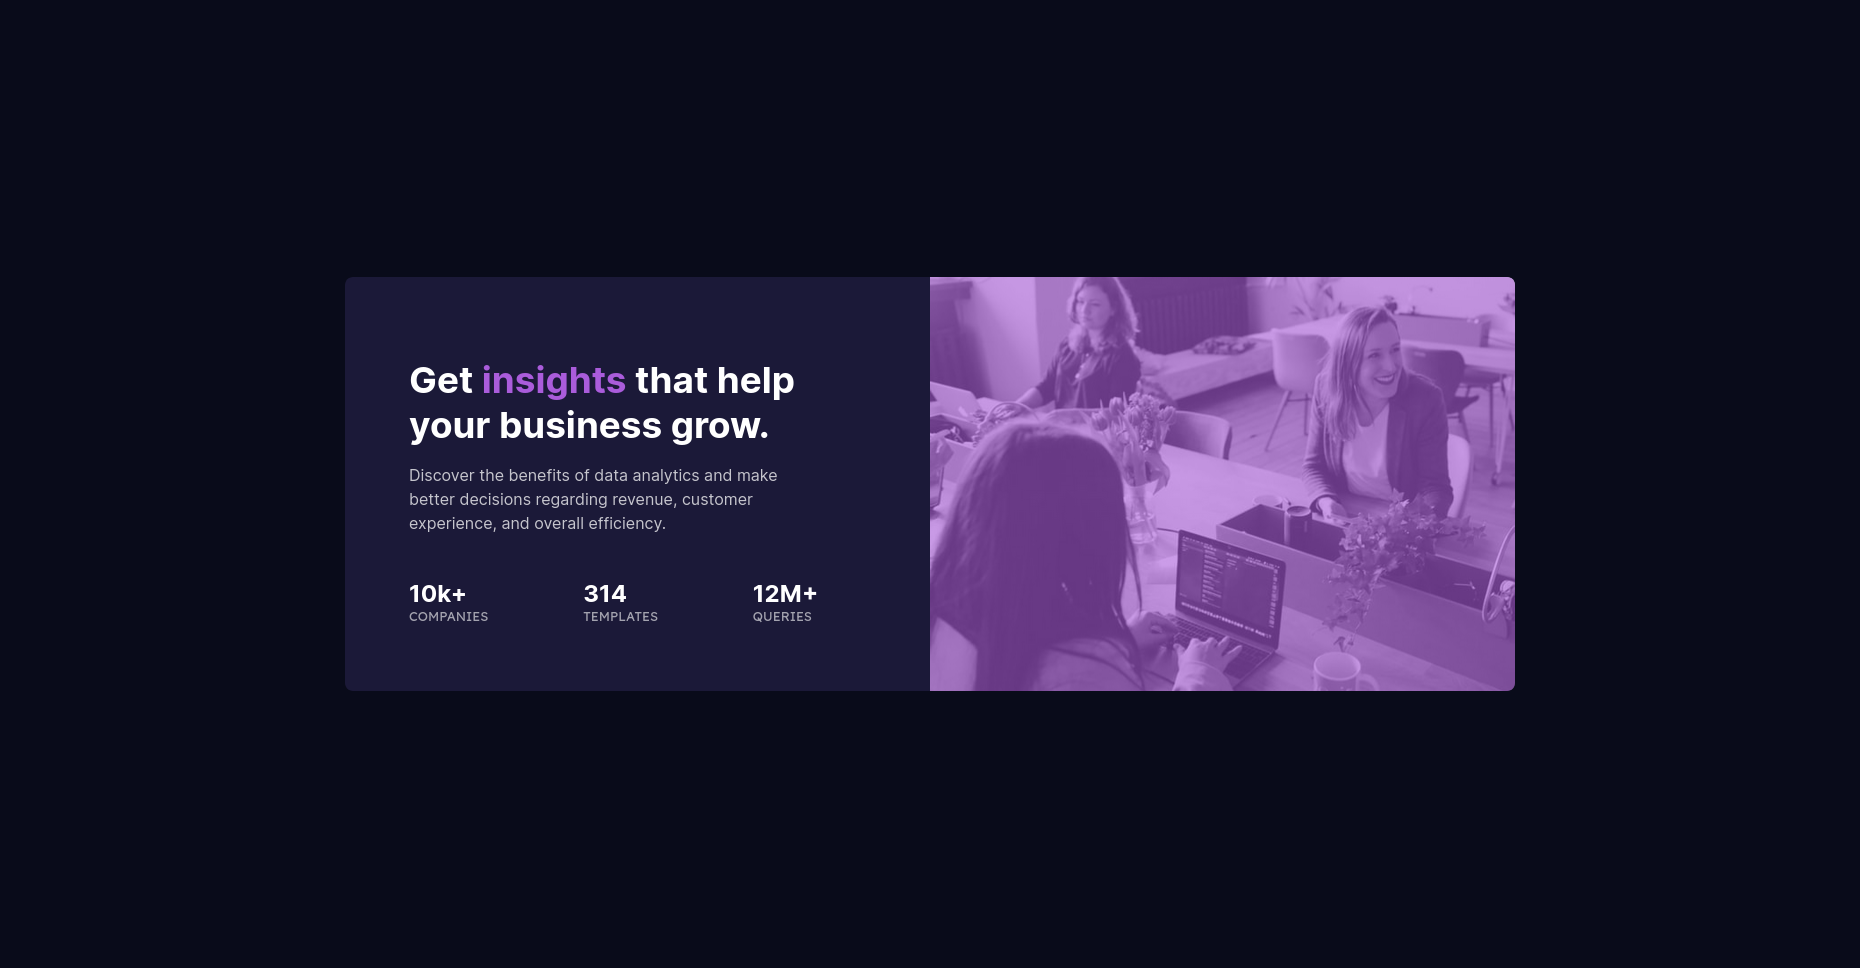 Get insights that help
your business grow.
Discover the benefits of data analytics and make
better decisions regarding revenue, customer
experience, and overall efficiency.
10k+ 314 12M+
COMPANIES TEMPLATES QUERIES